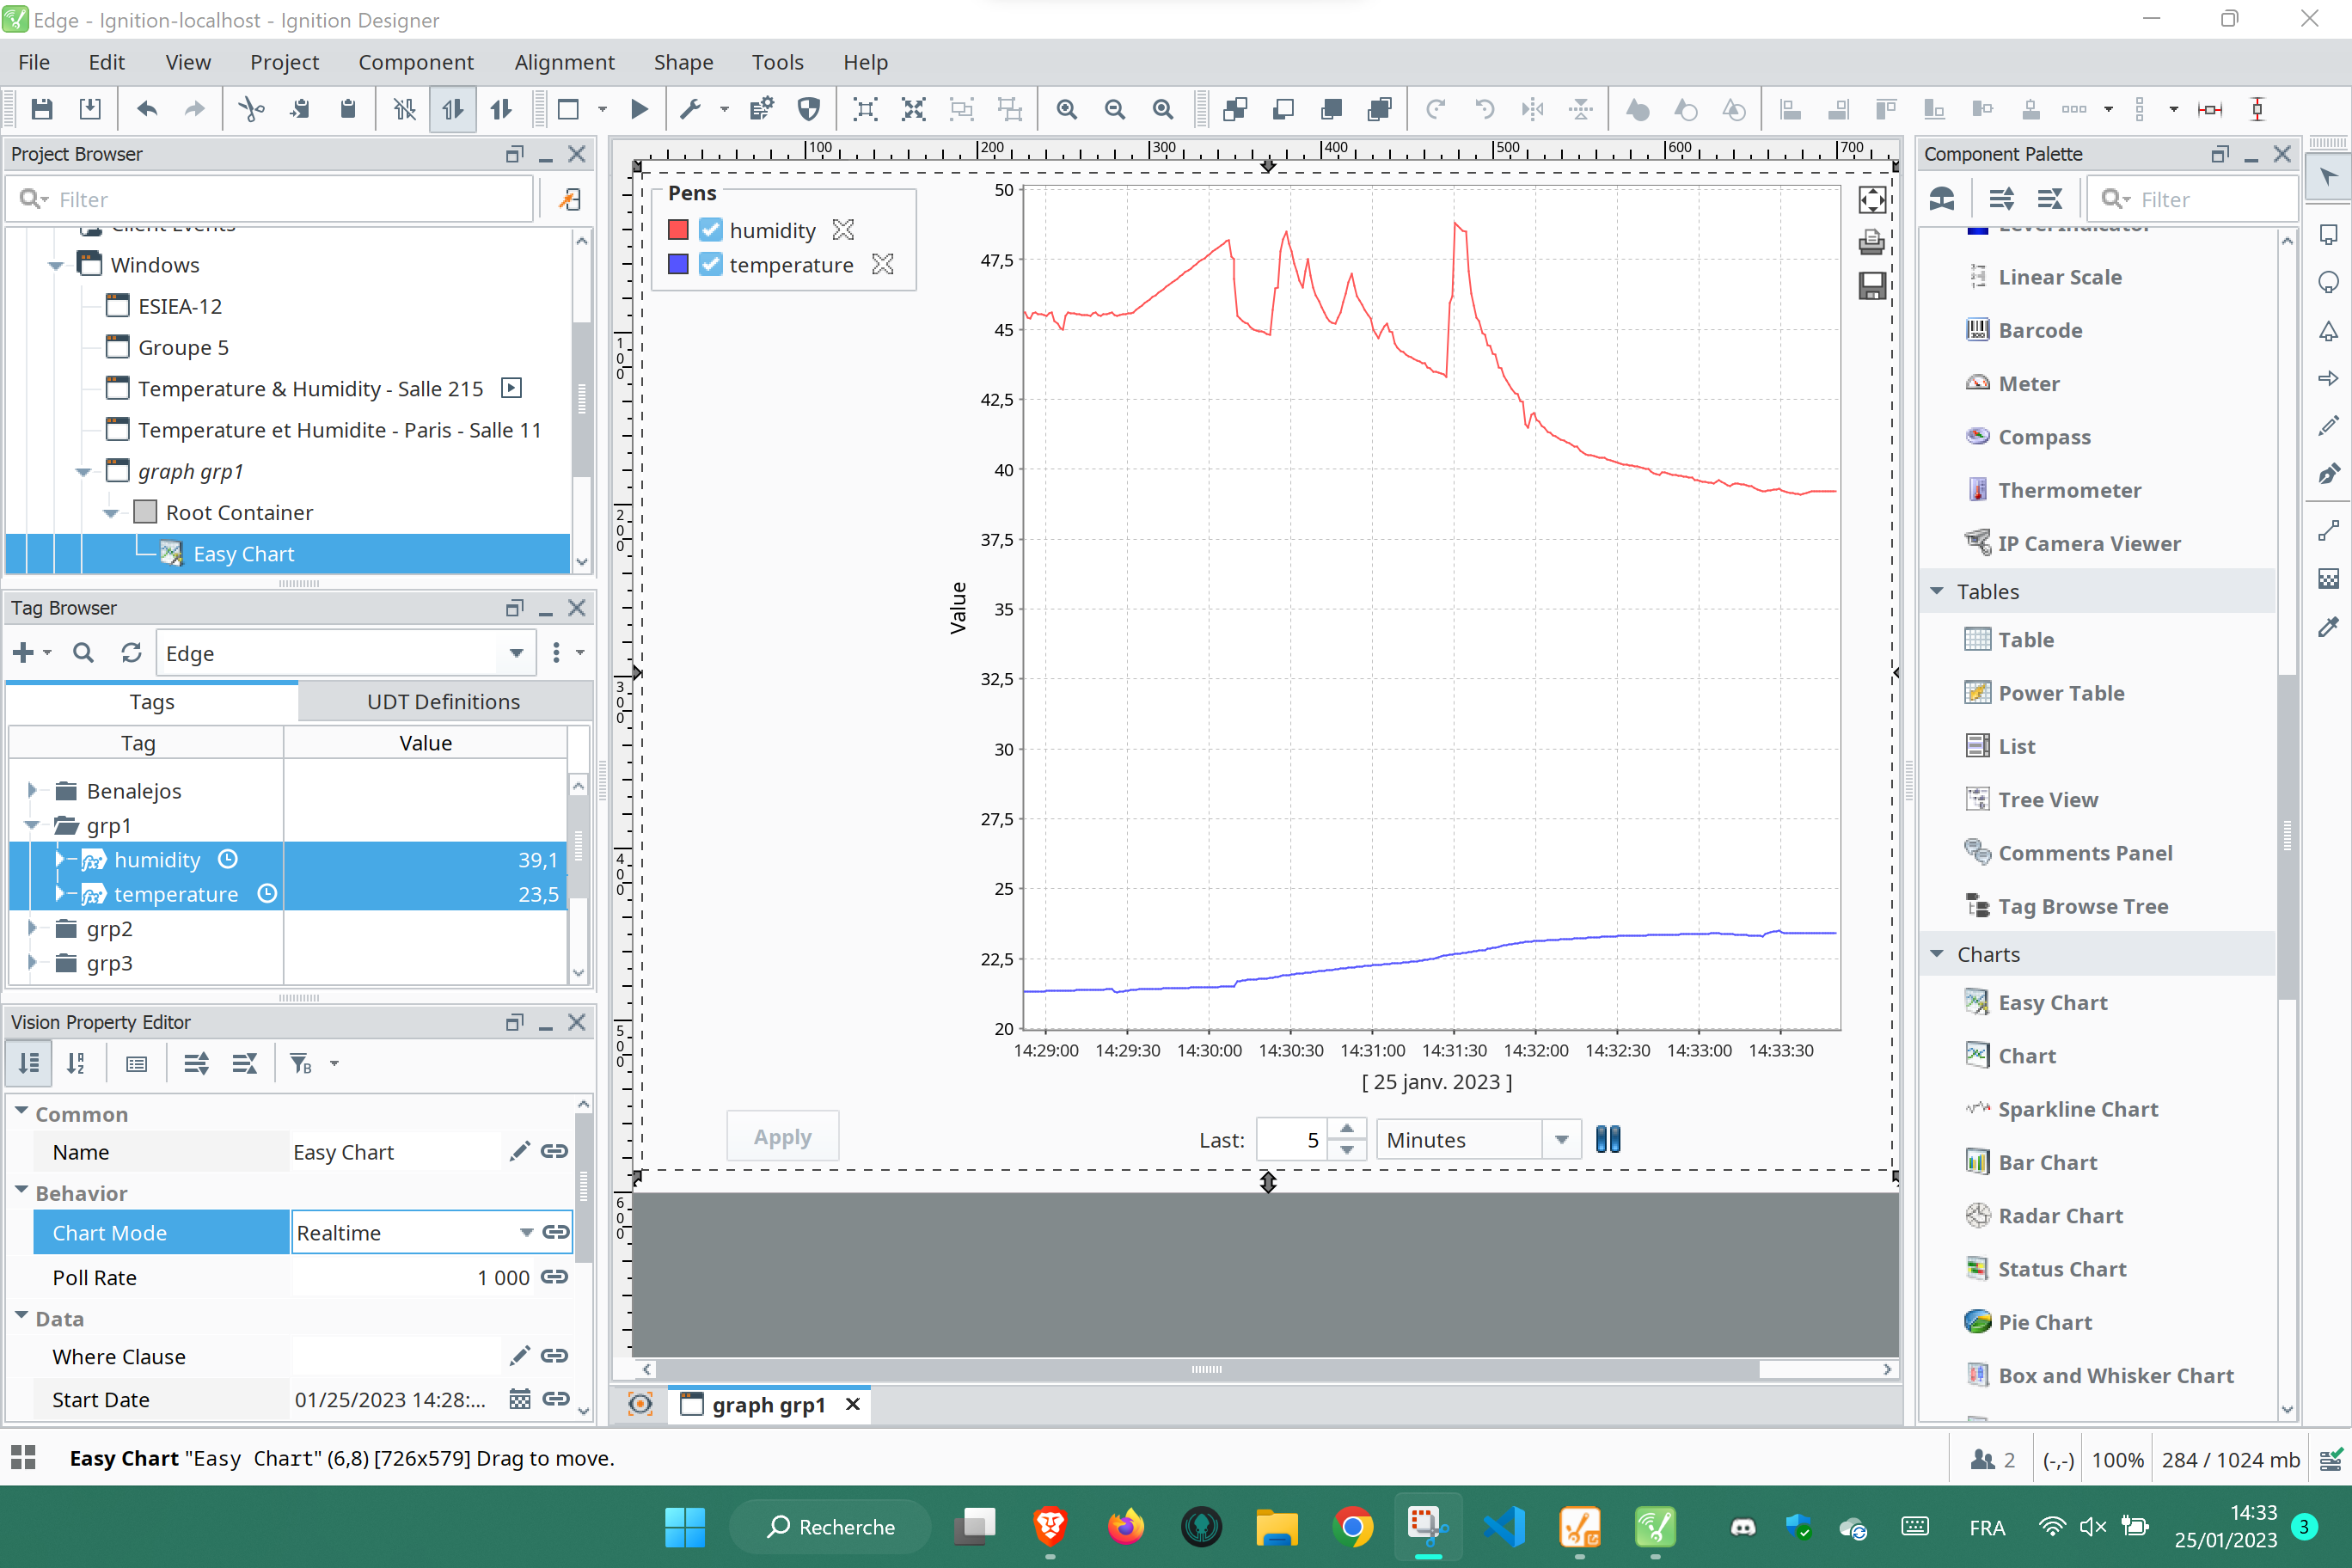 Edge - Ignition-localhost - Ignition Designer
File Edit View Project Component Alignment Shape Tools Help
Project Browser
Filter
Client Events
Windows
ESIEA-12
Groupe 5
Temperature & Humidity - Salle 215
Temperature et Humidite - Paris - Salle 11
graph grp1
Root Container
Easy Chart
Tag Browser
Edge
Tags UDT Definitions
Tag Value
Benalejos
grp1
humidity 39,1
temperature 23,5
grp2
grp3
Vision Property Editor
Common
Name Easy Chart
Behavior
Chart Mode Realtime
Poll Rate 1 000
Data
Where Clause
Start Date 01/25/2023 14:28:...
100 200 300 400 500 600 700
100
200
300
400
500
600
Pens
humidity
temperature
50
47,5
45
42,5
40
37,5
35
32,5
30
27,5
25
22,5
20
Value
14:29:00 14:29:30 14:30:00 14:30:30 14:31:00 14:31:30 14:32:00 14:32:30 14:33:00 14:33:30
[ 25 janv. 2023 ]
Apply
Last: 5 Minutes
graph grp1
Component Palette
Filter
Level Indicator
Linear Scale
Barcode
Meter
Compass
Thermometer
IP Camera Viewer
Tables
Table
Power Table
List
Tree View
Comments Panel
Tag Browse Tree
Charts
Easy Chart
Chart
Sparkline Chart
Bar Chart
Radar Chart
Status Chart
Pie Chart
Box and Whisker Chart
Easy Chart "Easy Chart" (6,8) [726x579] Drag to move.
2 (-,-) 100% 284 / 1024 mb
Recherche
FRA
14:33
25/01/2023
3